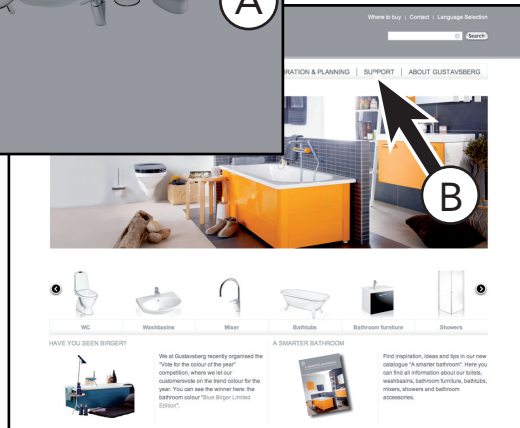 A
Where to buy | Contact | Language Selection
Search
RATION & PLANNING | SUPPORT | ABOUT GUSTAVSBERG
B
WC
Washbasins
Mixer
Bathtubs
Bathroom furniture
Showers
HAVE YOU SEEN BIRGER?
We at Gustavsberg recently organised the
"Vote for the colour of the year"
competition, where we let our
customersvote on the trend colour for the
year. You can see the winner here: the
bathroom colour "Blue Birger Limited
Edition".
A SMARTER BATHROOM
Find inspiration, ideas and tips in our new
catalogue "A smarter bathroom". Here you
can find all information about our toilets,
washbasins, bathroom furniture, bathtubs,
mixers, showers and bathroom
accessories.